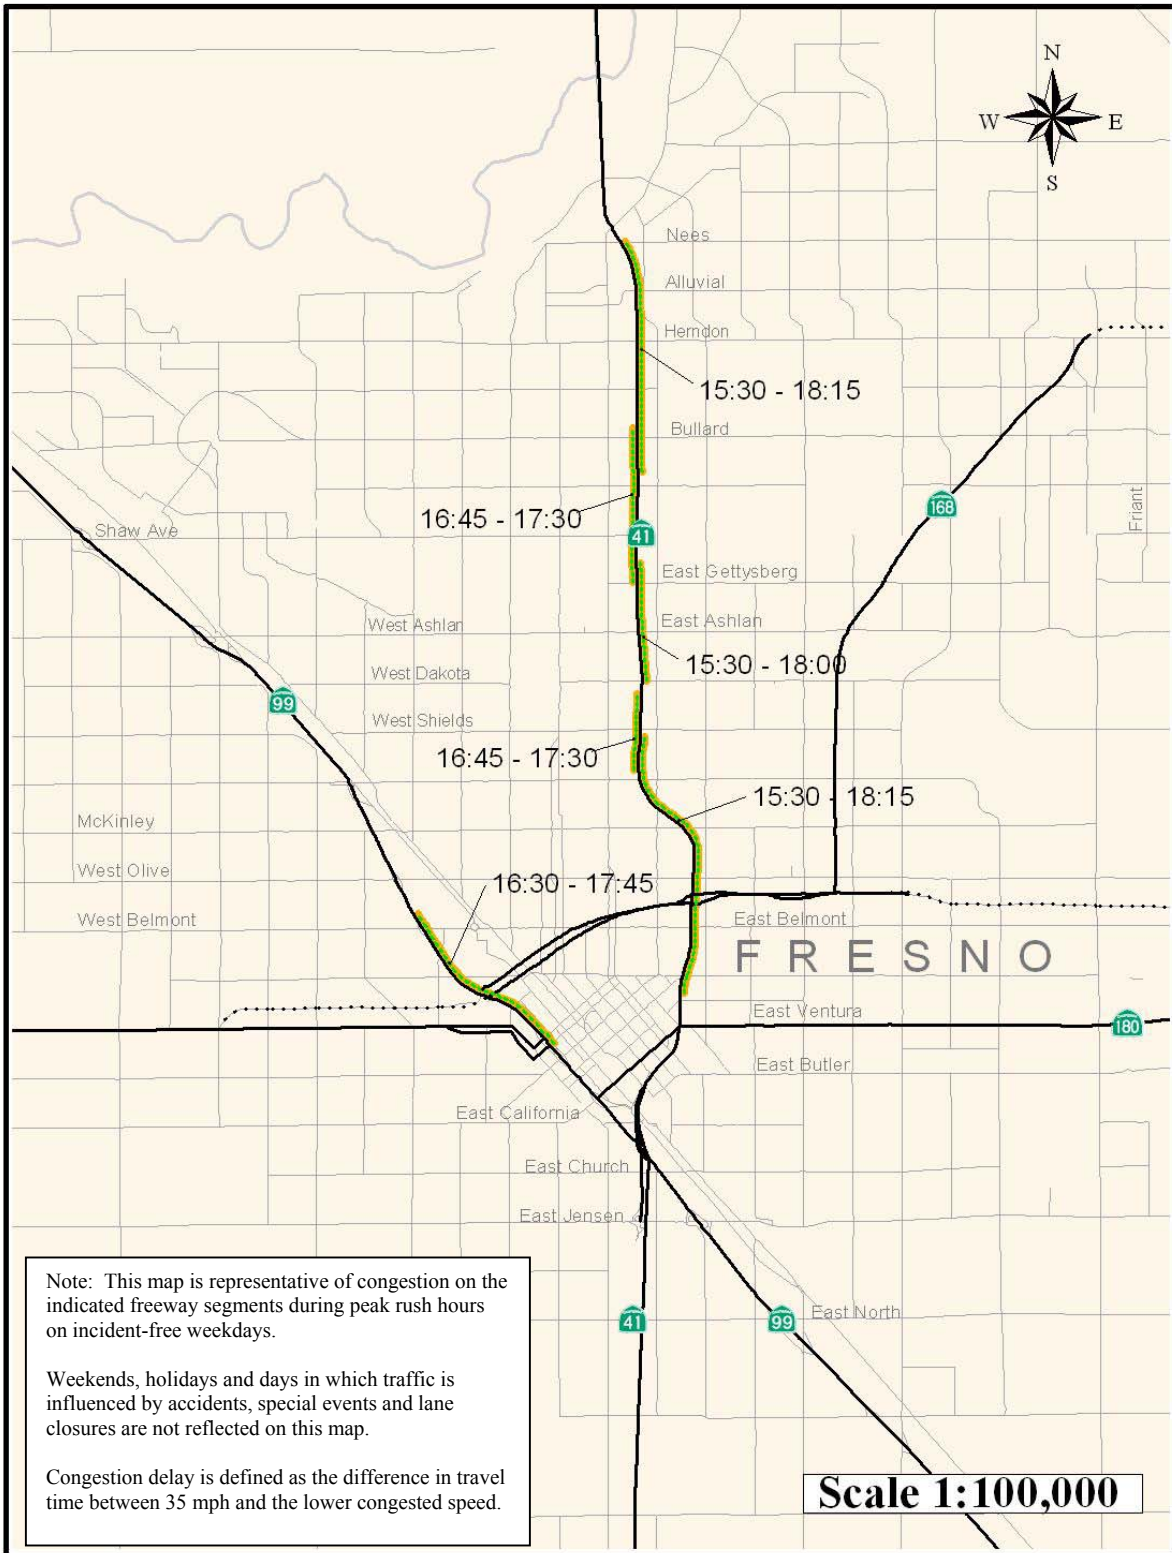 N
W E
S
Nees
Alluvial
Herndon
15:30 - 18:15
Bullard
168
Friant
16:45 - 17:30
41
Shaw Ave
East Gettysberg
West Ashlan
East Ashlan
15:30 - 18:00
West Dakota
99
West Shields
16:45 - 17:30
15:30 - 18:15
McKinley
West Olive
16:30 - 17:45
West Belmont
East Belmont
FRESNO
East Ventura
180
East Butler
East California
East Church
East Jensen
41
99
East North
Note: This map is representative of congestion on the
indicated freeway segments during peak rush hours
on incident-free weekdays.
Weekends, holidays and days in which traffic is
influenced by accidents, special events and lane
closures are not reflected on this map.
Congestion delay is defined as the difference in travel
time between 35 mph and the lower congested speed.
Scale 1:100,000